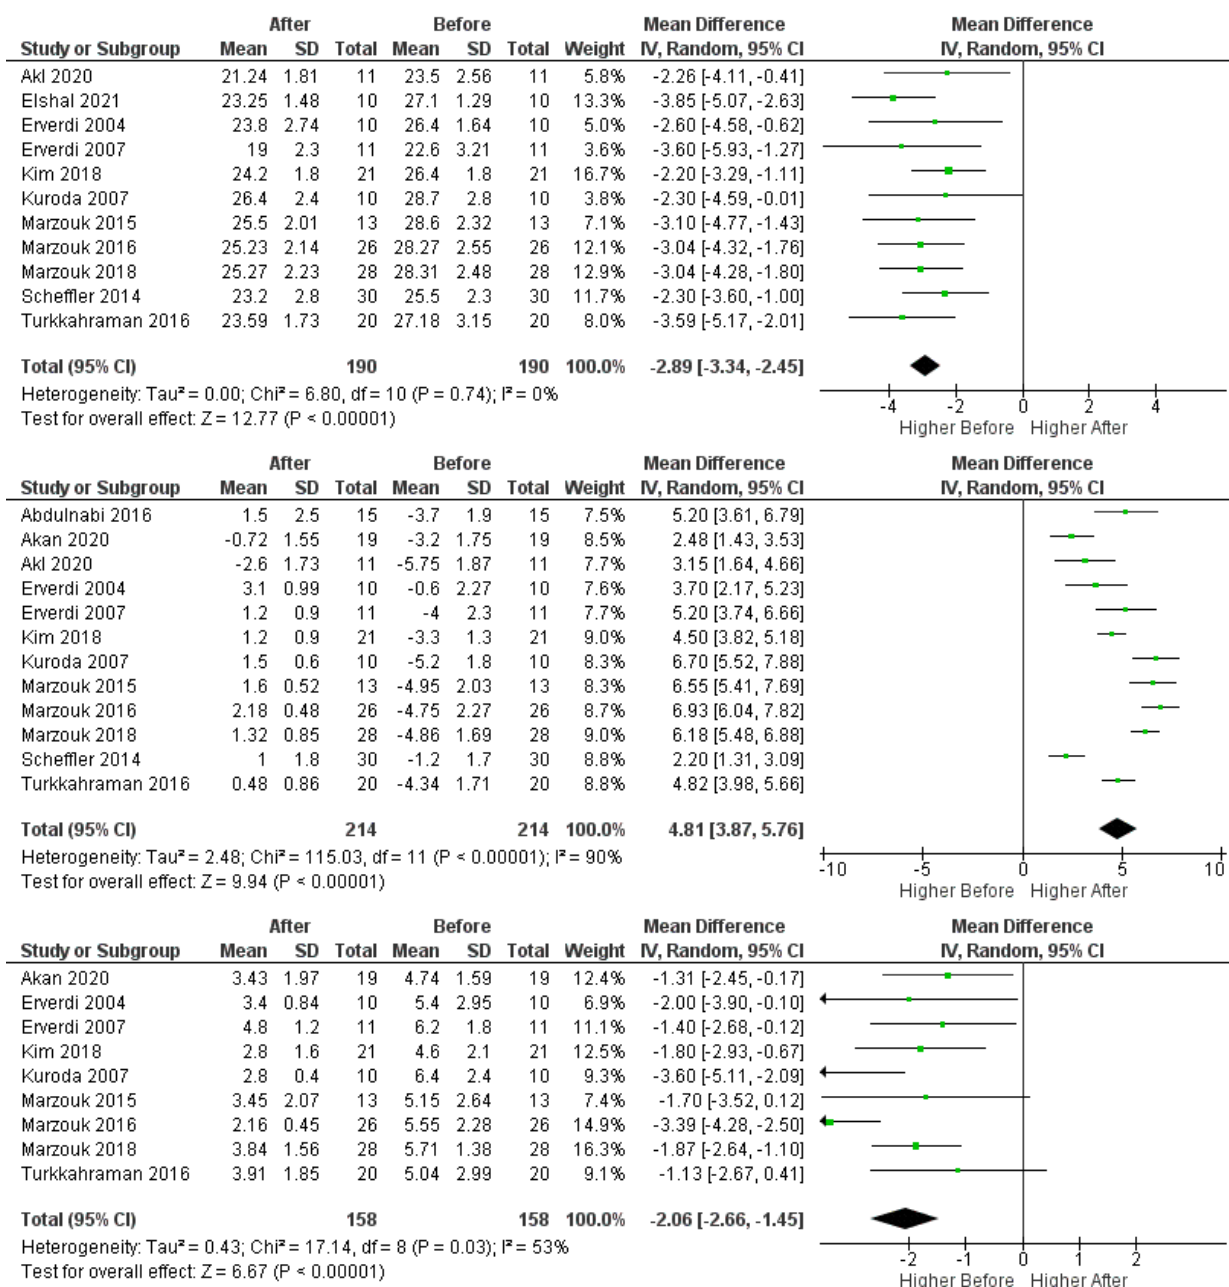 After Before Mean Difference Mean Difference
Study or Subgroup Mean SD Total Mean SD Total Weight IV, Random, 95% CI IV, Random, 95% CI
Akl 2020 21.24 1.81 11 23.5 2.56 11 5.8% -2.26 [-4.11, -0.41]
Elshal 2021 23.25 1.48 10 27.1 1.29 10 13.3% -3.85 [-5.07, -2.63]
Erverdi 2004 23.8 2.74 10 26.4 1.64 10 5.0% -2.60 [-4.58, -0.62]
Erverdi 2007 19 2.3 11 22.6 3.21 11 3.6% -3.60 [-5.93, -1.27]
Kim 2018 24.2 1.8 21 26.4 1.8 21 16.7% -2.20 [-3.29, -1.11]
Kuroda 2007 26.4 2.4 10 28.7 2.8 10 3.8% -2.30 [-4.59, -0.01]
Marzouk 2015 25.5 2.01 13 28.6 2.32 13 7.1% -3.10 [-4.77, -1.43]
Marzouk 2016 25.23 2.14 26 28.27 2.55 26 12.1% -3.04 [-4.32, -1.76]
Marzouk 2018 25.27 2.23 28 28.31 2.48 28 12.9% -3.04 [-4.28, -1.80]
Scheffler 2014 23.2 2.8 30 25.5 2.3 30 11.7% -2.30 [-3.60, -1.00]
Turkkahraman 2016 23.59 1.73 20 27.18 3.15 20 8.0% -3.59 [-5.17, -2.01]
Total (95% CI) 190 190 100.0% -2.89 [-3.34, -2.45]
Heterogeneity: Tau² = 0.00; Chi² = 6.80, df = 10 (P = 0.74); I² = 0%
Test for overall effect: Z = 12.77 (P < 0.00001)
-4 -2 0 2 4
Higher Before Higher After
After Before Mean Difference Mean Difference
Study or Subgroup Mean SD Total Mean SD Total Weight IV, Random, 95% CI IV, Random, 95% CI
Abdulnabi 2016 1.5 2.5 15 -3.7 1.9 15 7.5% 5.20 [3.61, 6.79]
Akan 2020 -0.72 1.55 19 -3.2 1.75 19 8.5% 2.48 [1.43, 3.53]
Akl 2020 -2.6 1.73 11 -5.75 1.87 11 7.7% 3.15 [1.64, 4.66]
Erverdi 2004 3.1 0.99 10 -0.6 2.27 10 7.6% 3.70 [2.17, 5.23]
Erverdi 2007 1.2 0.9 11 -4 2.3 11 7.7% 5.20 [3.74, 6.66]
Kim 2018 1.2 0.9 21 -3.3 1.3 21 9.0% 4.50 [3.82, 5.18]
Kuroda 2007 1.5 0.6 10 -5.2 1.8 10 8.3% 6.70 [5.52, 7.88]
Marzouk 2015 1.6 0.52 13 -4.95 2.03 13 8.3% 6.55 [5.41, 7.69]
Marzouk 2016 2.18 0.48 26 -4.75 2.27 26 8.7% 6.93 [6.04, 7.82]
Marzouk 2018 1.32 0.85 28 -4.86 1.69 28 9.0% 6.18 [5.48, 6.88]
Scheffler 2014 1 1.8 30 -1.2 1.7 30 8.8% 2.20 [1.31, 3.09]
Turkkahraman 2016 0.48 0.86 20 -4.34 1.71 20 8.8% 4.82 [3.98, 5.66]
Total (95% CI) 214 214 100.0% 4.81 [3.87, 5.76]
Heterogeneity: Tau² = 2.48; Chi² = 115.03, df = 11 (P < 0.00001); I² = 90%
Test for overall effect: Z = 9.94 (P < 0.00001)
-10 -5 0 5 10
Higher Before Higher After
After Before Mean Difference Mean Difference
Study or Subgroup Mean SD Total Mean SD Total Weight IV, Random, 95% CI IV, Random, 95% CI
Akan 2020 3.43 1.97 19 4.74 1.59 19 12.4% -1.31 [-2.45, -0.17]
Erverdi 2004 3.4 0.84 10 5.4 2.95 10 6.9% -2.00 [-3.90, -0.10]
Erverdi 2007 4.8 1.2 11 6.2 1.8 11 11.1% -1.40 [-2.68, -0.12]
Kim 2018 2.8 1.6 21 4.6 2.1 21 12.5% -1.80 [-2.93, -0.67]
Kuroda 2007 2.8 0.4 10 6.4 2.4 10 9.3% -3.60 [-5.11, -2.09]
Marzouk 2015 3.45 2.07 13 5.15 2.64 13 7.4% -1.70 [-3.52, 0.12]
Marzouk 2016 2.16 0.45 26 5.55 2.28 26 14.9% -3.39 [-4.28, -2.50]
Marzouk 2018 3.84 1.56 28 5.71 1.38 28 16.3% -1.87 [-2.64, -1.10]
Turkkahraman 2016 3.91 1.85 20 5.04 2.99 20 9.1% -1.13 [-2.67, 0.41]
Total (95% CI) 158 158 100.0% -2.06 [-2.66, -1.45]
Heterogeneity: Tau² = 0.43; Chi² = 17.14, df = 8 (P = 0.03); I² = 53%
Test for overall effect: Z = 6.67 (P < 0.00001)
-2 -1 0 1 2
Higher Before Higher After